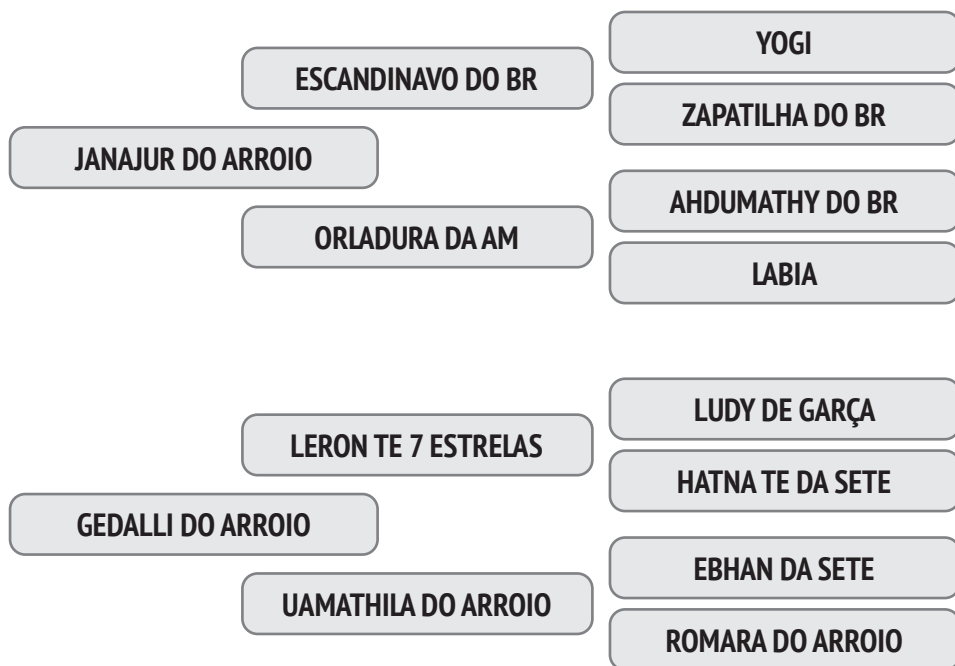 YOGI
ESCANDINAVO DO BR
ZAPATILHA DO BR
JANAJUR DO ARROIO
AHDUMATHY DO BR
ORLADURA DA AM
LABIA
LUDY DE GARÇA
LERON TE 7 ESTRELAS
HATNA TE DA SETE
GEDALLI DO ARROIO
EBHAN DA SETE
UAMATHILA DO ARROIO
ROMARA DO ARROIO